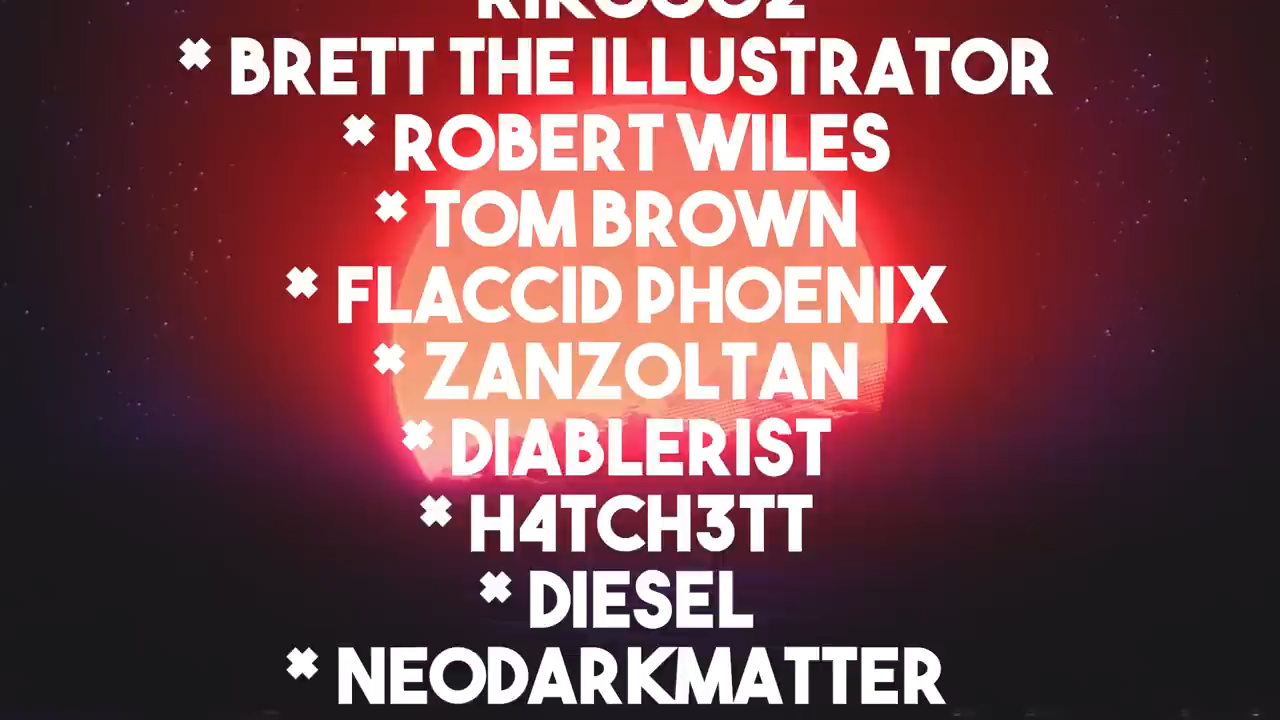 * BRETT THE ILLUSTRATOR
* ROBERT WILES
* TOM BROWN
* FLACCID PHOENIX
* ZANZOLTAN
* DIABLERIST
* H4TCH3TT
* DIESEL
* NEODARKMATTER